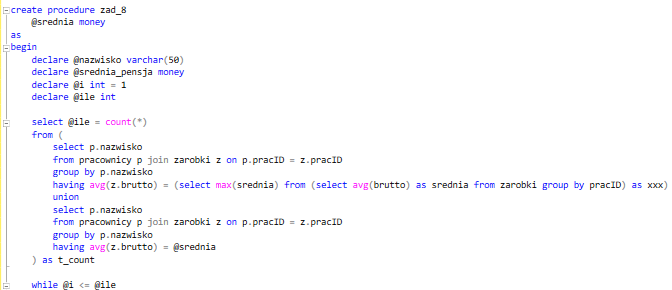 create procedure zad_8
    @srednia money
as
begin
    declare @nazwisko varchar(50)
    declare @srednia_pensja money
    declare @i int = 1
    declare @ile int

    select @ile = count(*)
    from (
        select p.nazwisko
        from pracownicy p join zarobki z on p.pracID = z.pracID
        group by p.nazwisko
        having avg(z.brutto) = (select max(srednia) from (select avg(brutto) as srednia from zarobki group by pracID) as xxx)
        union
        select p.nazwisko
        from pracownicy p join zarobki z on p.pracID = z.pracID
        group by p.nazwisko
        having avg(z.brutto) = @srednia
    ) as t_count

    while @i <= @ile